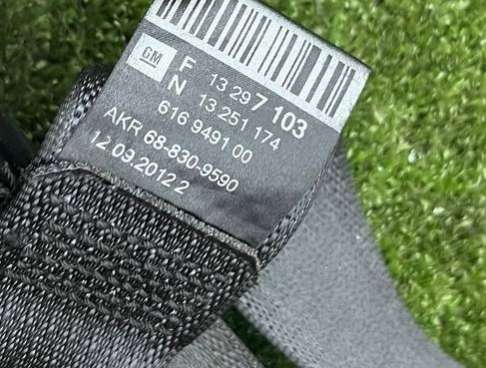 GM
F 13 297 103
N 13 251 174
616 9491 00
AKR 68-830-9590
12.09.2012 2